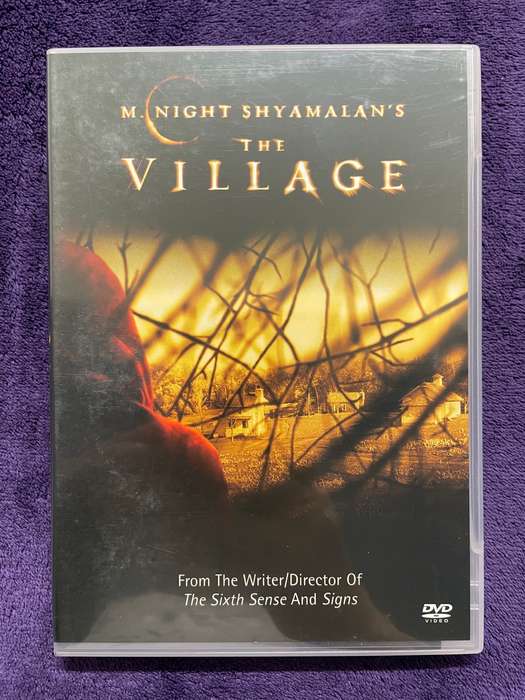 M. NIGHT SHYAMALAN'S
THE
VILLAGE
From The Writer/Director Of
The Sixth Sense And Signs
DVD
VIDEO